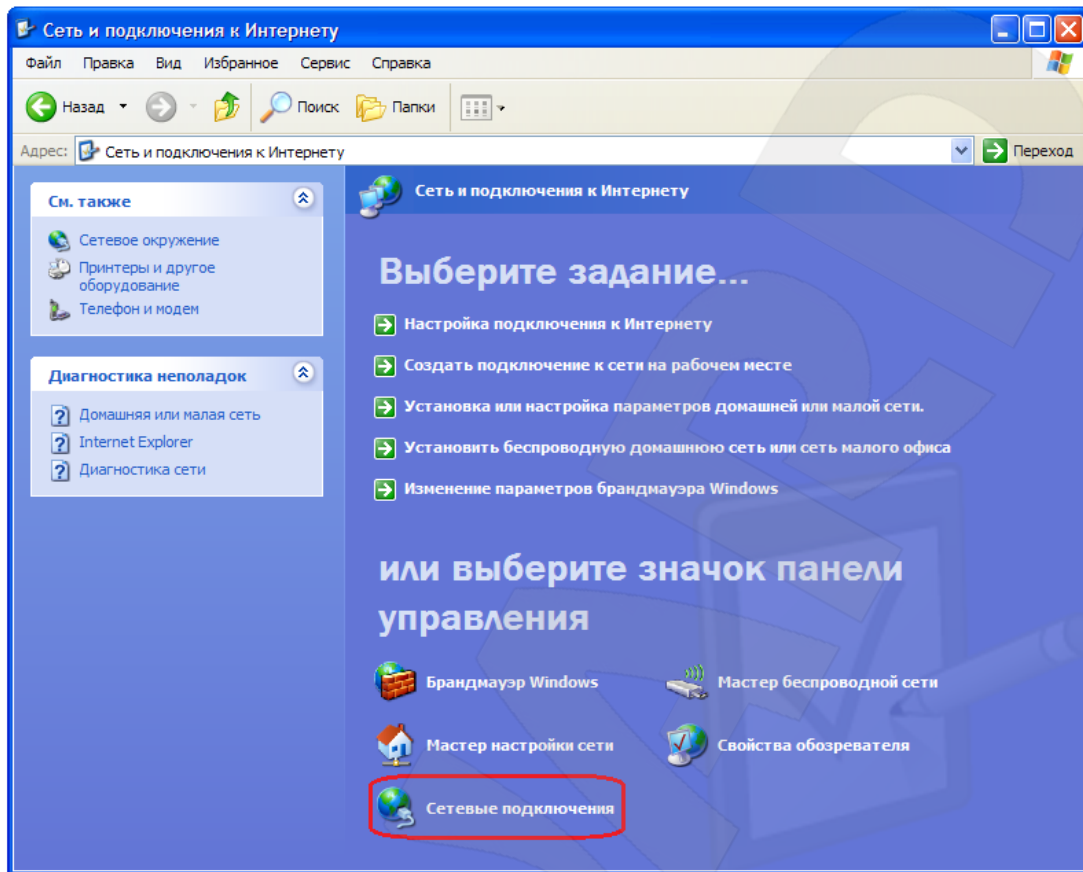 Сеть и подключения к Интернету
Файл Правка Вид Избранное Сервис Справка
Назад Поиск Папки
Адрес: Сеть и подключения к Интернету Переход
См. также
Сетевое окружение
Принтеры и другое
оборудование
Телефон и модем
Диагностика неполадок
Домашняя или малая сеть
Internet Explorer
Диагностика сети
Сеть и подключения к Интернету
Выберите задание...
Настройка подключения к Интернету
Создать подключение к сети на рабочем месте
Установка или настройка параметров домашней или малой сети.
Установить беспроводную домашнюю сеть или сеть малого офиса
Изменение параметров брандмауэра Windows
или выберите значок панели
управления
Брандмауэр Windows Мастер беспроводной сети
Мастер настройки сети Свойства обозревателя
Сетевые подключения